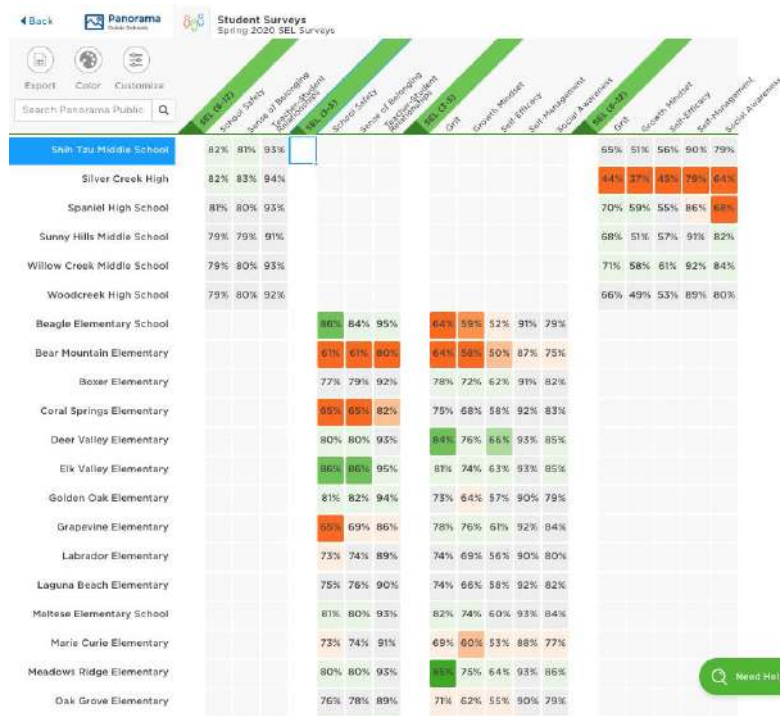 Back
Panorama
Student Surveys
Spring 2020 SEL Surveys
Export Color Customize
Search Panorama Public
SEL (6-12)
School Safety
Sense of Belonging
Teacher-Student Relationships
SEL (3-5)
School Safety
Sense of Belonging
Teacher-Student Relationships
SEL (3-5)
Grit
Growth Mindset
Self-Efficacy
Self-Management
Social Awareness
SEL (6-12)
Grit
Growth Mindset
Self-Efficacy
Self-Management
Social Awareness
Shih Tzu Middle School 82% 81% 93% 65% 51% 56% 90% 79%
Silver Creek High 82% 83% 94% 44% 37% 79% 64%
Spaniel High School 81% 80% 93% 70% 59% 55% 86% 68%
Sunny Hills Middle School 79% 79% 91% 68% 51% 57% 91% 82%
Willow Creek Middle School 79% 80% 93% 71% 58% 61% 92% 84%
Woodcreek High School 79% 80% 92% 66% 49% 53% 89% 80%
Beagle Elementary School 86% 84% 95% 64% 59% 52% 91% 79%
Bear Mountain Elementary 61% 61% 80% 64% 58% 50% 87% 75%
Boxer Elementary 77% 79% 92% 78% 72% 62% 91% 82%
Coral Springs Elementary 65% 65% 82% 75% 68% 58% 92% 83%
Deer Valley Elementary 80% 80% 93% 84% 76% 66% 93% 85%
Elk Valley Elementary 86% 86% 95% 81% 74% 63% 93% 85%
Golden Oak Elementary 81% 82% 94% 73% 64% 57% 90% 79%
Grapevine Elementary 65% 69% 86% 78% 76% 61% 92% 84%
Labrador Elementary 73% 74% 89% 74% 69% 56% 90% 80%
Laguna Beach Elementary 75% 76% 90% 74% 66% 58% 92% 82%
Maltese Elementary School 81% 80% 93% 82% 74% 60% 93% 84%
Marie Curie Elementary 73% 74% 91% 69% 60% 53% 88% 77%
Meadows Ridge Elementary 80% 80% 93% 75% 64% 93% 86%
Oak Grove Elementary 76% 78% 89% 71% 62% 55% 90% 79%
Need Hel